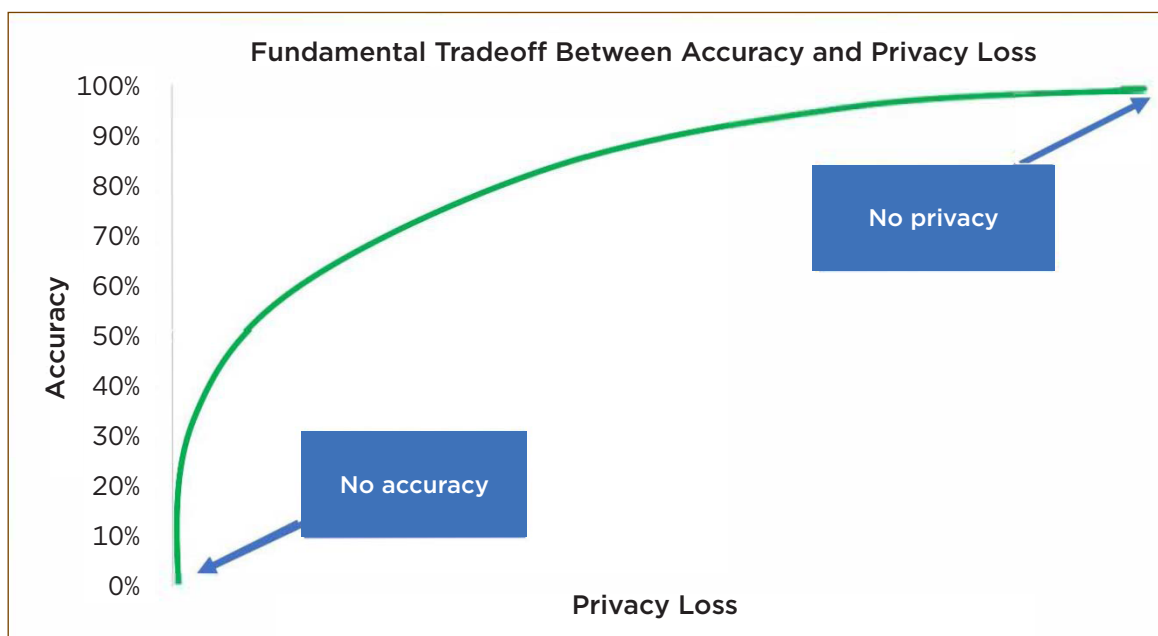 Fundamental Tradeoff Between Accuracy and Privacy Loss
100%
90%
80%
70%
60%
50%
40%
30%
20%
10%
0%
Accuracy
No privacy
No accuracy
Privacy Loss